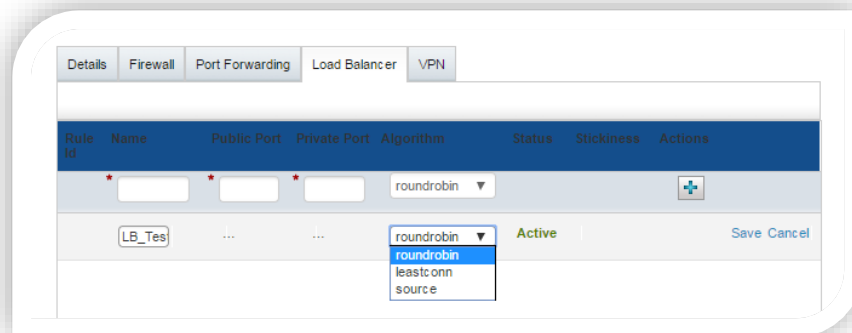 Details Firewall Port Forwarding Load Balancer VPN
Rule Id Name Public Port Private Port Algorithm Status Stickiness Actions
* * * roundrobin
LB_Tes ... ... roundrobin Active Save Cancel
roundrobin
leastconn
source